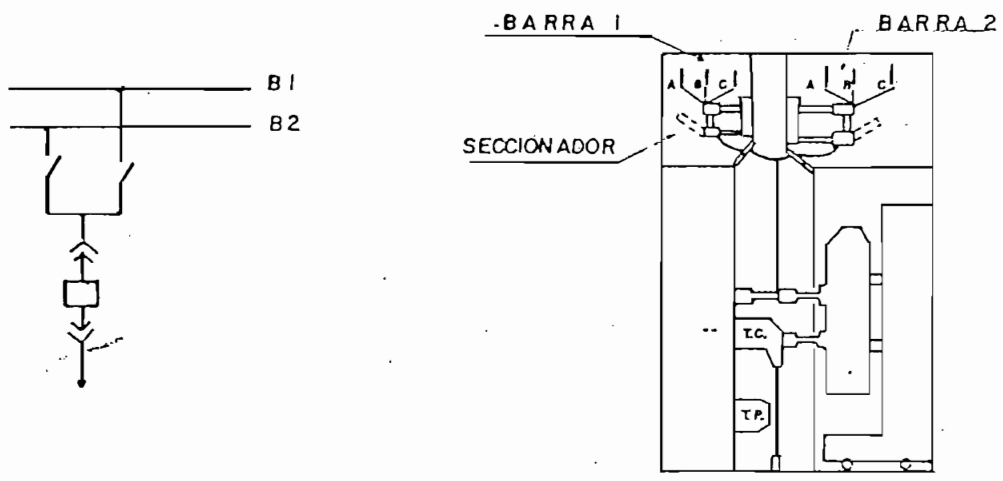 B1
B2
BARRA 1
BARRA 2
A B C
A B C
SECCIONADOR
T.C.
T.P.